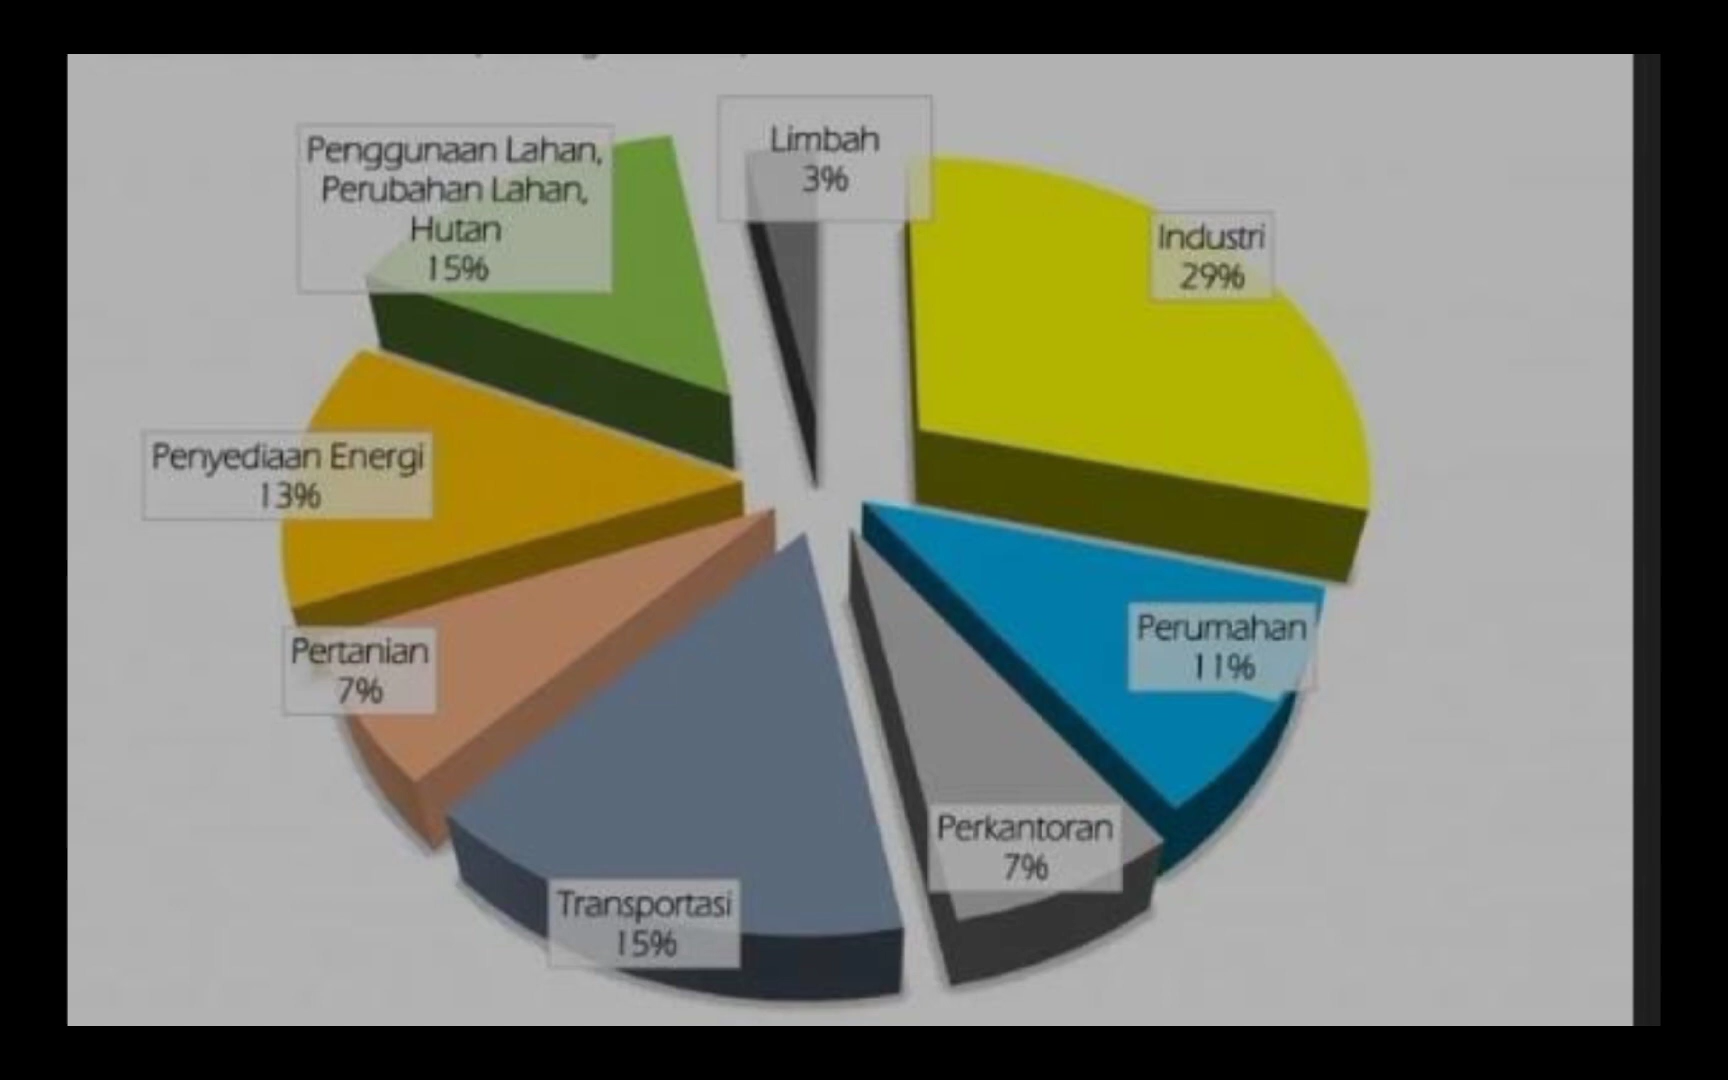 Limbah
3%
Penggunaan Lahan,
Perubahan Lahan,
Hutan
15%
Industri
29%
Penyediaan Energi
13%
Perumahan
11%
Pertanian
7%
Perkantoran
7%
Transportasi
15%